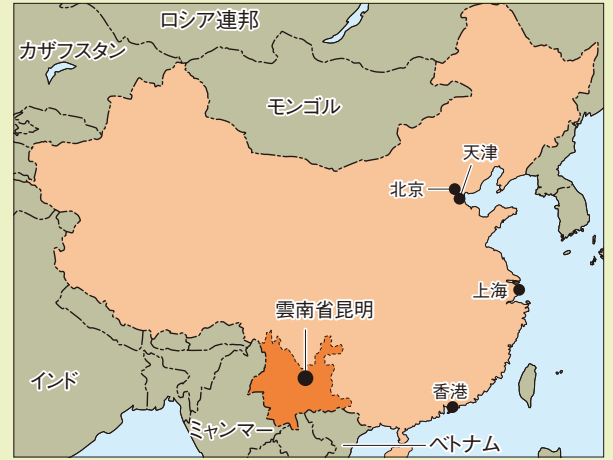 ロシア連邦
カザフスタン
モンゴル
天津
北京
上海
雲南省昆明
インド
香港
ミャンマー
ベトナム